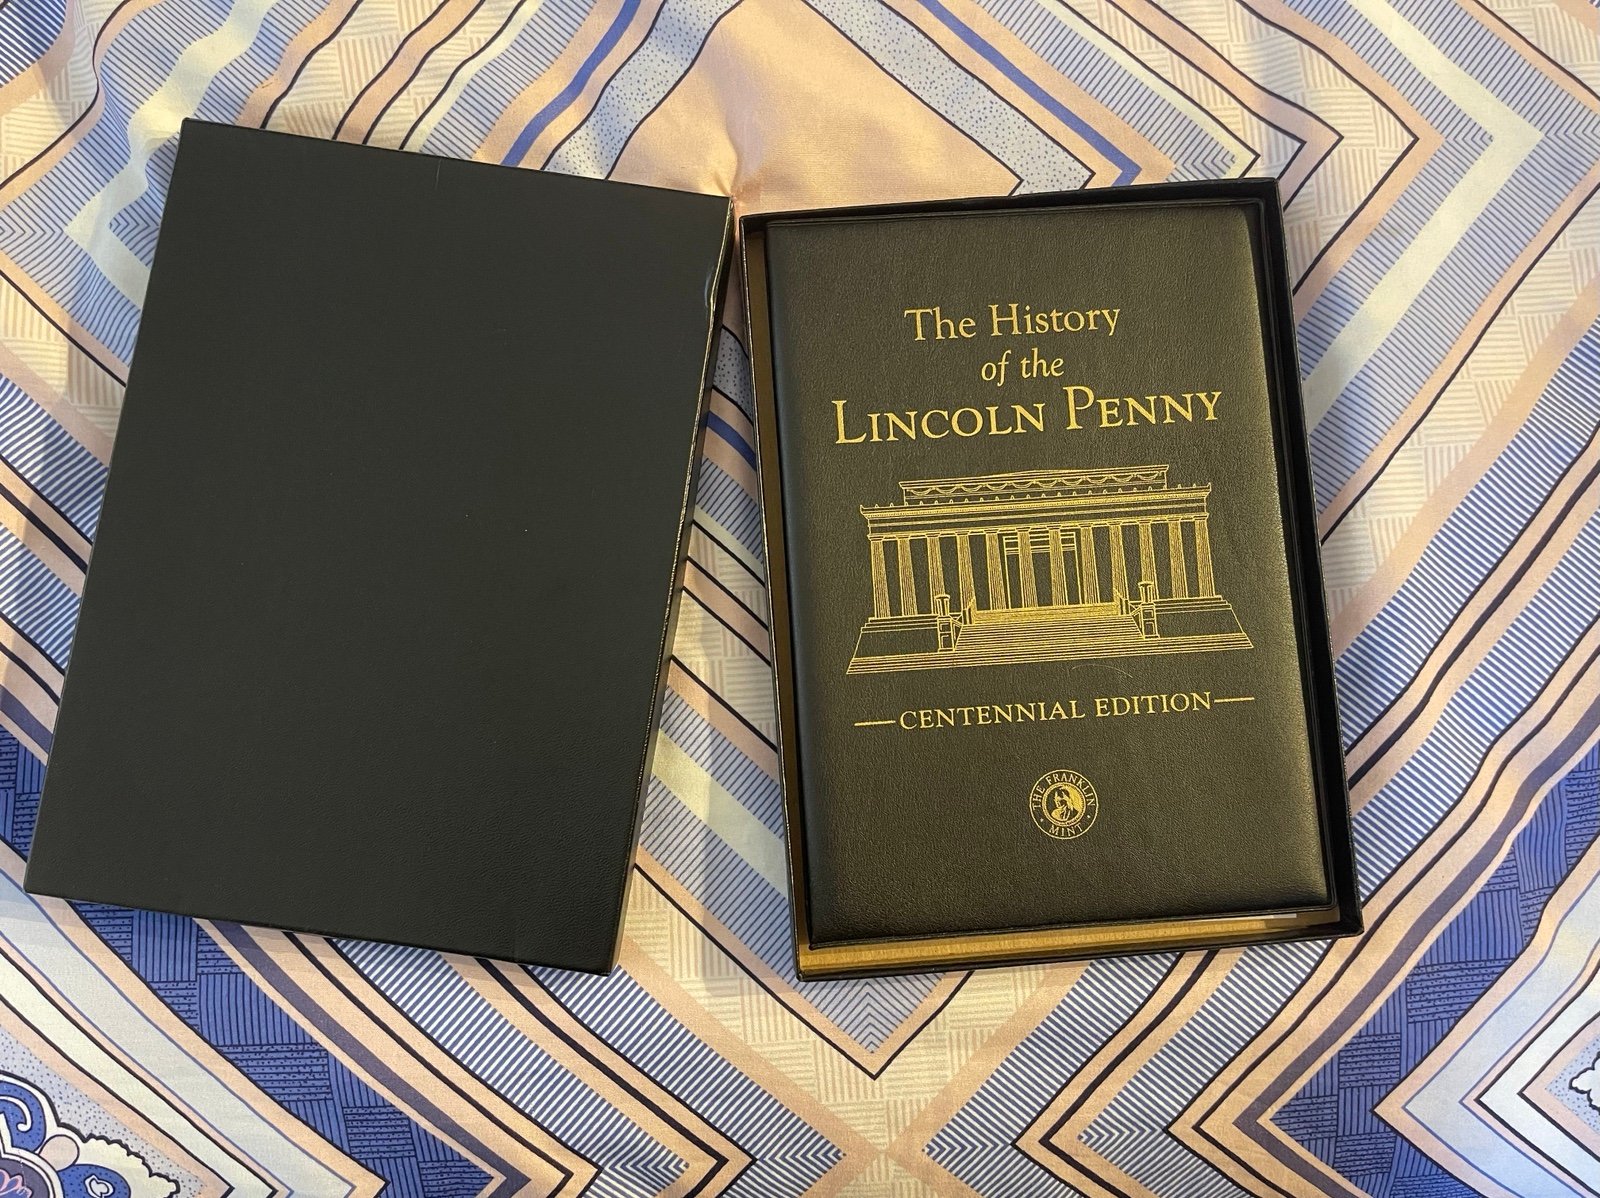 The History
of the
LINCOLN PENNY
CENTENNIAL EDITION
THE FRANKLIN
MINT